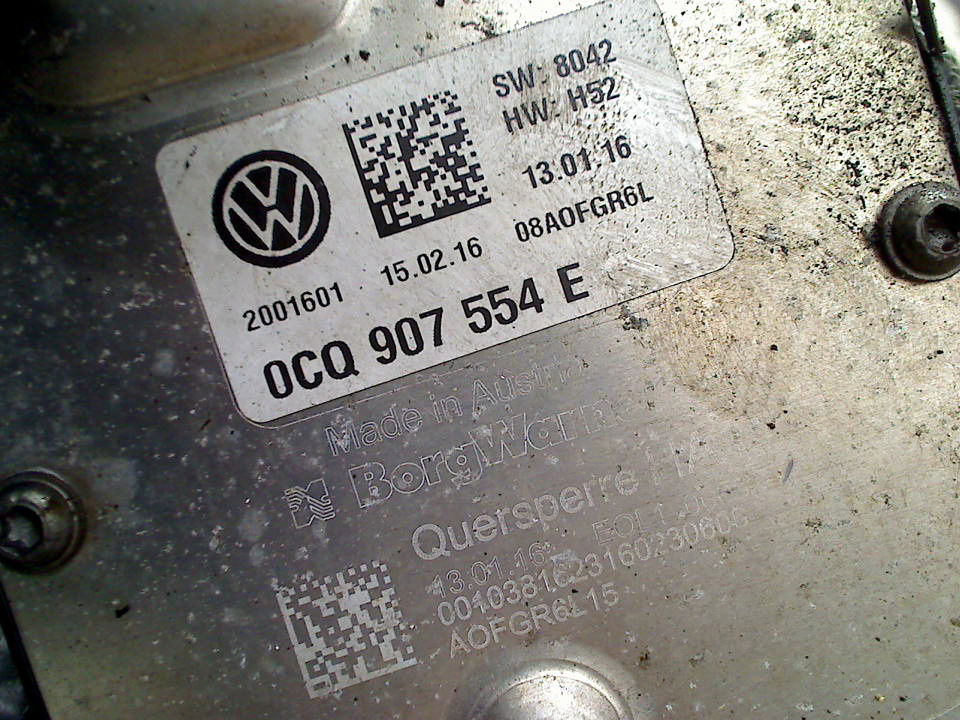 SW: 8042
HW: H52
13.01.16
08AOFGR6L
2001601 15.02.16
0CQ 907 554 E
Made in Austria
BorgWarner
Quersperre
13.01.16
AOFGR6L15